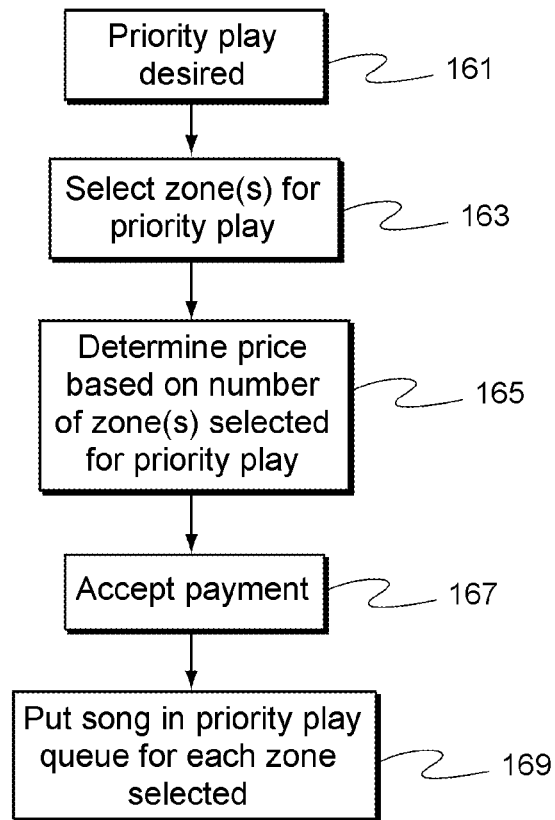 Priority play
desired
161
Select zone(s) for
priority play
163
Determine price
based on number
of zone(s) selected
for priority play
165
Accept payment
167
Put song in priority play
queue for each zone
selected
169